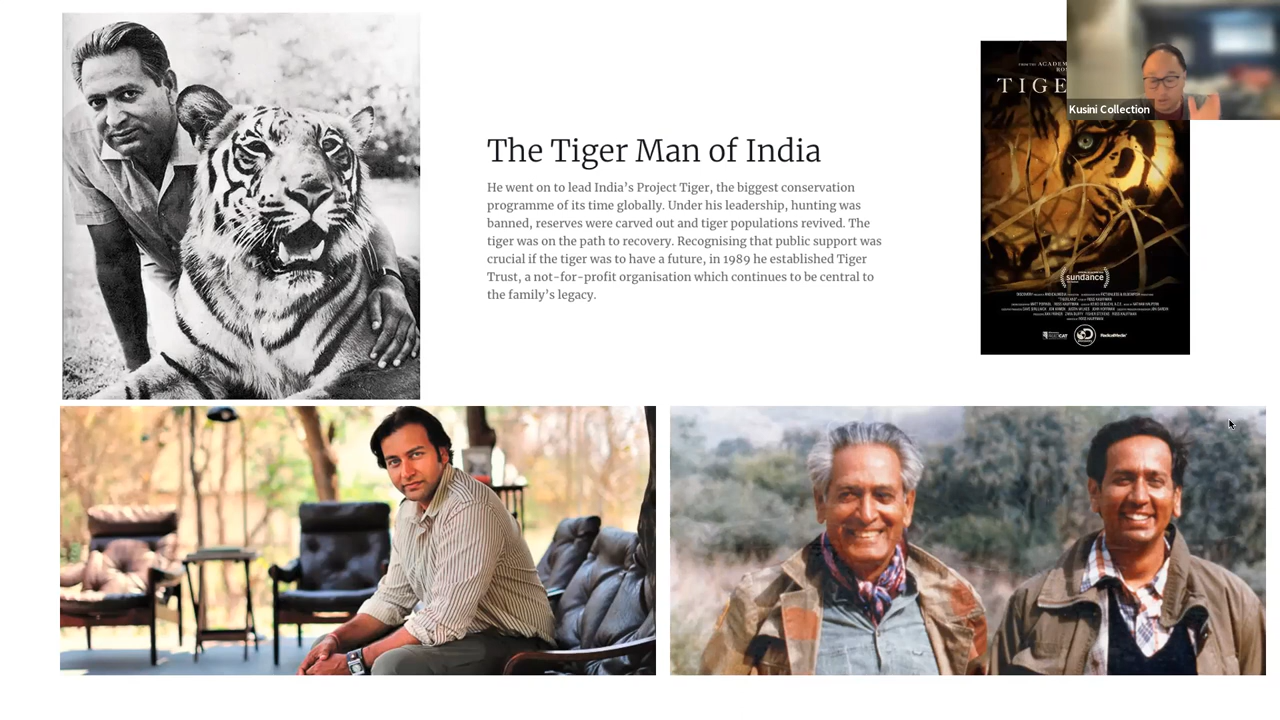 The Tiger Man of India
He went on to lead India’s Project Tiger, the biggest conservation
programme of its time globally. Under his leadership, hunting was
banned, reserves were carved out and tiger populations revived. The
tiger was on the path to recovery. Recognising that public support was
crucial if the tiger was to have a future, in 1989 he established Tiger
Trust, a not-for-profit organisation which continues to be central to
the family’s legacy.
FROM THE ACADEM
TIGE
Kusini Collection
sundance